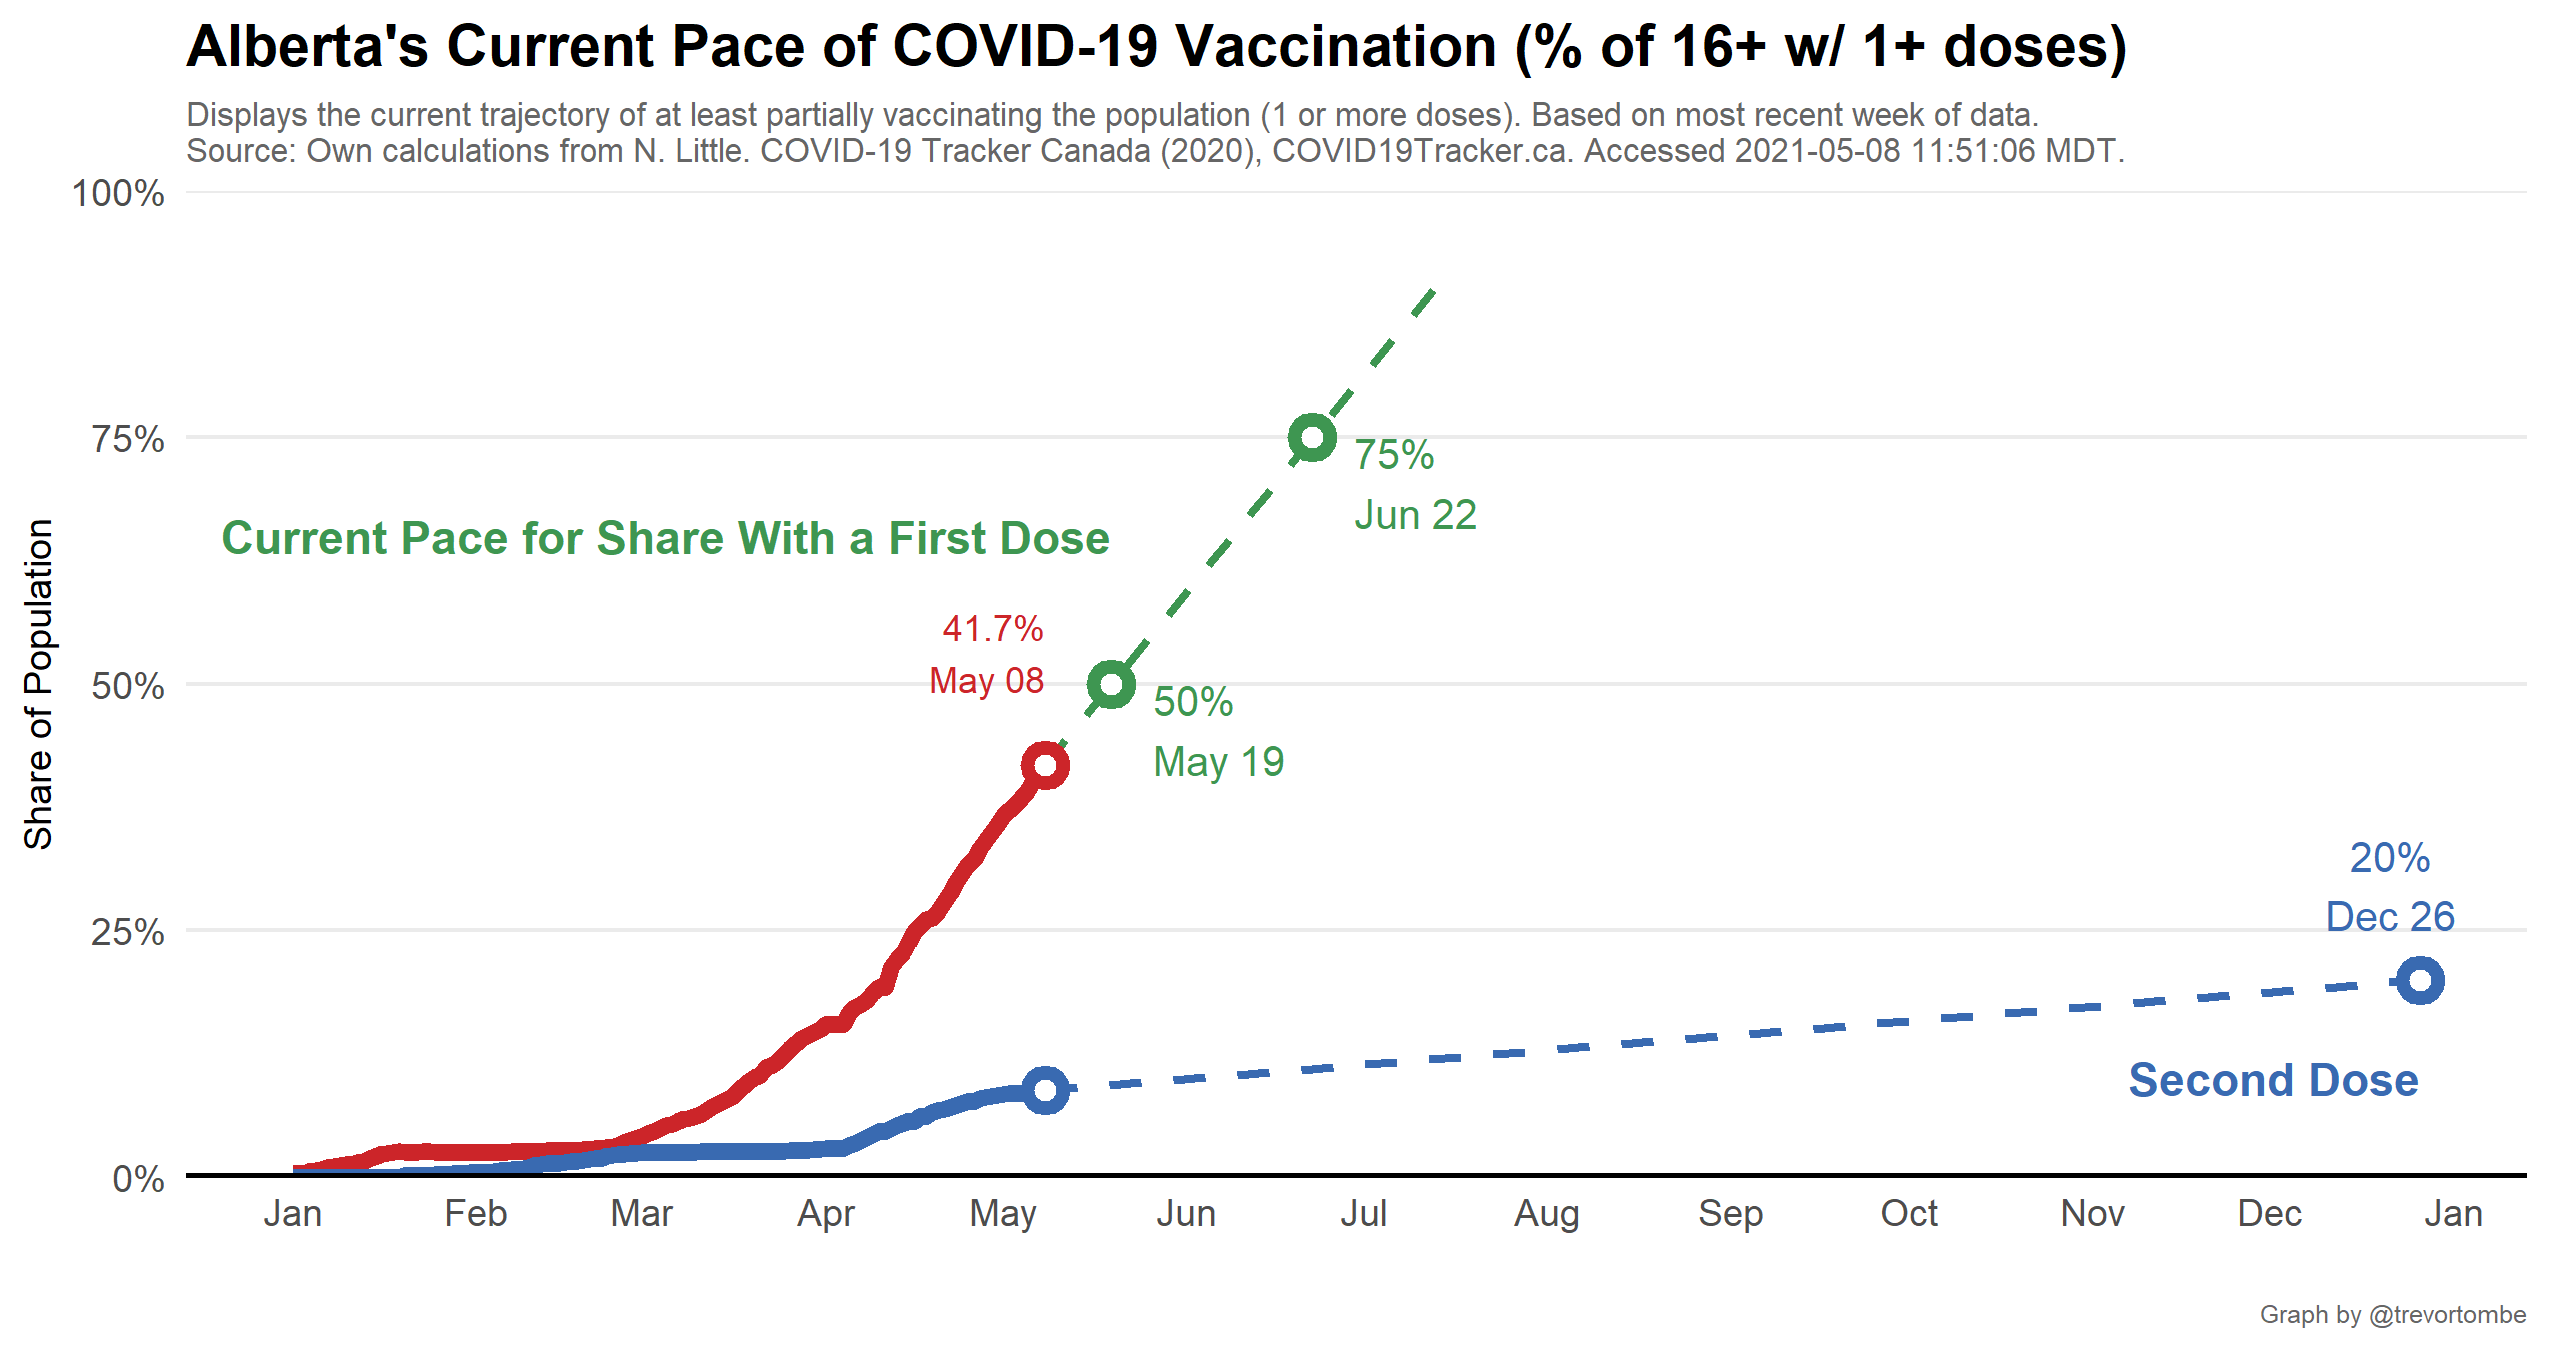 Alberta's Current Pace of COVID-19 Vaccination (% of 16+ w/ 1+ doses)
Displays the current trajectory of at least partially vaccinating the population (1 or more doses). Based on most recent week of data.
Source: Own calculations from N. Little. COVID-19 Tracker Canada (2020), COVID19Tracker.ca. Accessed 2021-05-08 11:51:06 MDT.
100%
75%
50%
25%
0%
Share of Population
75%
Jun 22
Current Pace for Share With a First Dose
41.7%
May 08
50%
May 19
20%
Dec 26
Second Dose
Jan Feb Mar Apr May Jun Jul Aug Sep Oct Nov Dec Jan
Graph by @trevortombe